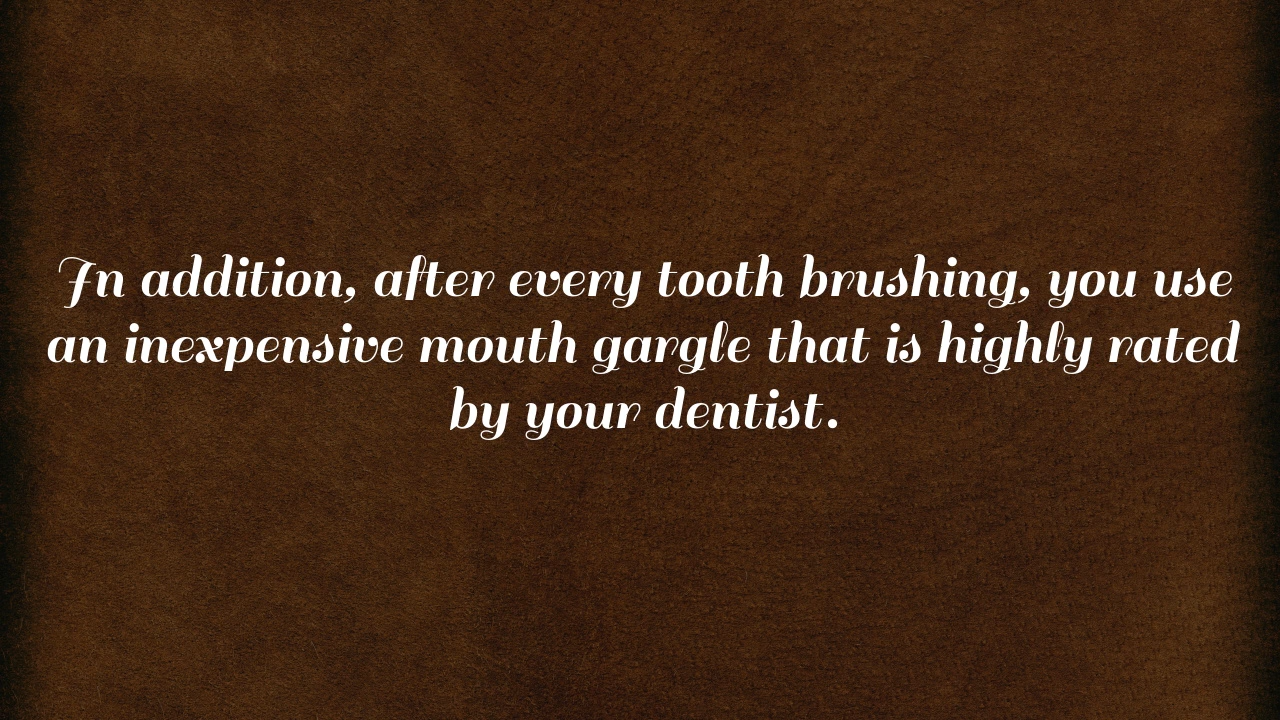 In addition, after every tooth brushing, you use
an inexpensive mouth gargle that is highly rated
by your dentist.